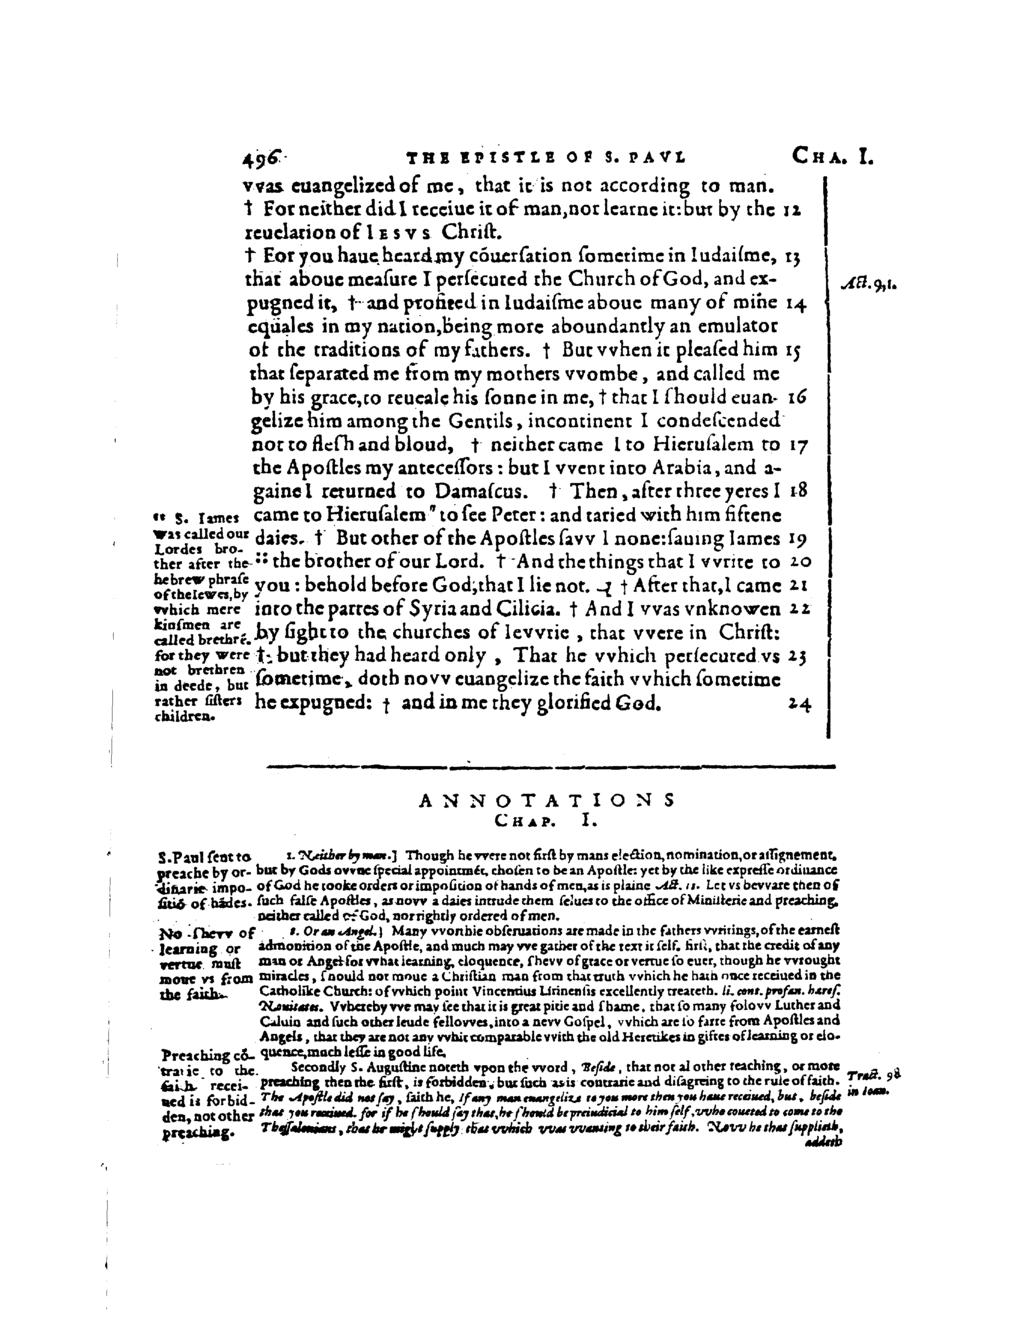 496 THE EPISTLE OF S. PAVL CHA. I.
vvas euangelized of me, that it is not according to man.
† For neither did I receiue it of man, nor learne it: but by the 12
reuelation of IESVS Chriſt.
† For you haue heard my cóuerſation ſometime in Iudaiſme, 13
that aboue meaſure I perſecuted the Church of God, and ex-
pugned it, † and profited in Iudaiſme aboue many of mine 14
equales in my nation, being more aboundantly an emulator
of the traditions of my fathers. † But vvhen it pleaſed him 15
that ſeparated me from my mothers vvombe, and called me
by his grace, to reueale his ſonne in me, † that I ſhould euan- 16
gelize him among the Gentils, incontinent I condeſcended
not to fleſh and bloud, † neither came I to Hieruſalem to 17
the Apoſtles my anteceſſors: but I vvent into Arabia, and a-
gaine I returned to Damaſcus. † Then, after three yeres I 18
came to Hieruſalem " to ſee Peter: and taried with him fiftene
daies. † But other of the Apoſtles ſavv I none: ſauing Iames 19
:: the brother of our Lord. † And the things that I vvrite to 20
you: behold before God, that I lie not. ⊣ † After that, I came 21
into the partes of Syria and Cilicia. † And I vvas vnknowen 22
by ſight to the churches of Ievvrie, that vvere in Chriſt:
† but they had heard only, That he vvhich perſecuted vs 23
ſometime, doth novv euangelize the faith vvhich ſometime
he expugned: † and in me they glorified God. 24
Act. 9,1.
" S. Iames
was called our
Lordes bro-
ther after the
hebrew phraſe
of the Iewes, by
which mere
kinſmen are
called brethré.
for they were
not brethren
in deede, but
rather ſiſters
children.
ANNOTATIONS
CHAP. I.
S. Paul ſent to
preache by or-
dinarie impo-
ſitió of hádes.
1. Neither by man.] Though he vvere not firſt by mans election, nomination, or aſſignement,
but by Gods ovvne ſpecial appointmét, choſen to be an Apoſtle: yet by the like expreſſe ordinance
of God he tooke orders or impoſition of hands of men, as is plaine Act. 13. Let vs bevvare then of
ſuch falſe Apoſtles, as novv a daies intrude them ſelues to the office of Miniſterie and preaching,
neither called of God, nor rightly ordered of men.
No ſhevv of
learning or
vertue muſt
moue vs from
the faith.
8. Or an Angel.] Many vvorthie obſeruations are made in the fathers vvritings, of the earneſt
admonition of the Apoſtle, and much may vve gather of the text it ſelf. firſt, that the credit of any
man or Angel for vvhat learning, eloquence, ſhevv of grace or vertue ſo euer, though he vvrought
miracles, ſhould not moue a Chriſtian man from that truth vvhich he hath once receiued in the
Catholike Church: of vvhich point Vincentius Lirinenſis excellently treateth. li. cont. profan. hareſ.
Nouitates. Vvhereby vve may ſee that it is great pitie and ſhame, that ſo many folovv Luther and
Caluin and ſuch other leude fellovves, into a nevv Goſpel, vvhich are ſo farre from Apoſtles and
Angels, that they are not any vvhit comparable vvith the old Heretikes in giftes of learning or elo-
quence, much leſſe in good life.
Preaching có-
traríe to the
faith recei-
ued is forbid-
den, not other
preaching.
Secondly S. Auguſtine noteth vpon the vvord, Beſide, that not al other teaching, or more
preaching then the firſt, is forbidden, but ſuch as is contrarie and diſagreing to the rule of faith.
The Apoſtle did not ſay, ſaith he, If any man euangelize to you more then you haue receiued, but, beſide
that you receiued. for if he ſhould ſay that, he ſhould be preiudicial to him ſelf, vvho coueted to come to the
Theſſalonians, that he might ſupply that vvhich vvas vvanting to their faith. Novv he that ſupplieth,
addeth
Tract. 98
in Ioan.